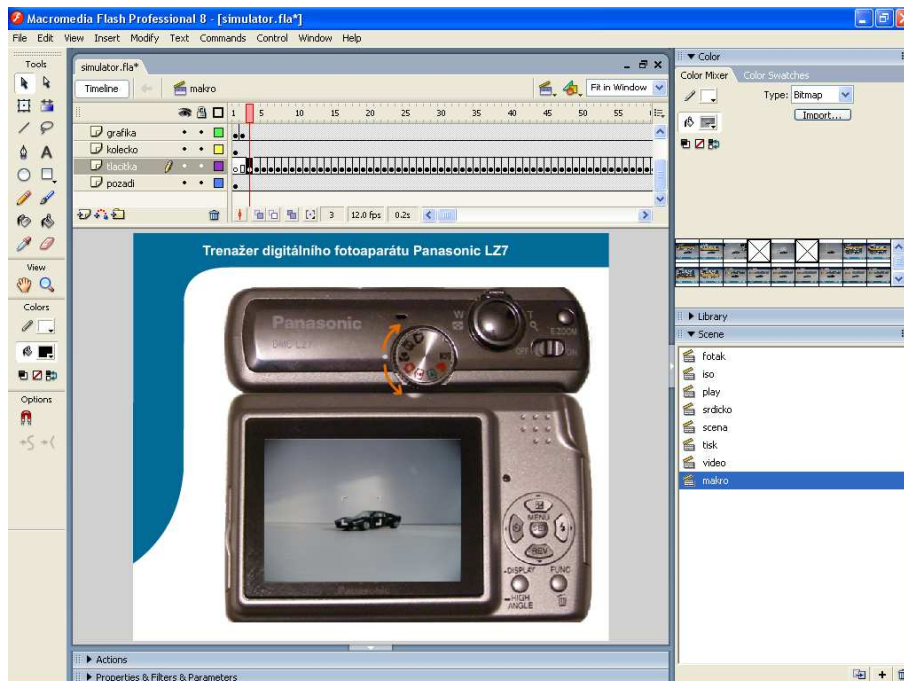 Macromedia Flash Professional 8 - [simulator.fla*]
File Edit View Insert Modify Text Commands Control Window Help
Tools
View
Colors
Options
simulator.fla*
Timeline
makro
Fit in Window
1 5 10 15 20 25 30 35 40 45 50 55
grafika
kolecko
tlacitka
pozadi
3 12.0 fps 0.2s
Trenažer digitálního fotoaparátu Panasonic LZ7
Panasonic
DMC-LZ7
W T
E.ZOOM
OFF ON
MENU
REV
DISPLAY FUNC
HIGH
ANGLE
Panasonic
Actions
Properties & Filters & Parameters
Color
Color Mixer Color Swatches
Type: Bitmap
Import...
Library
Scene
fotak
iso
play
srdicko
scena
tisk
video
makro